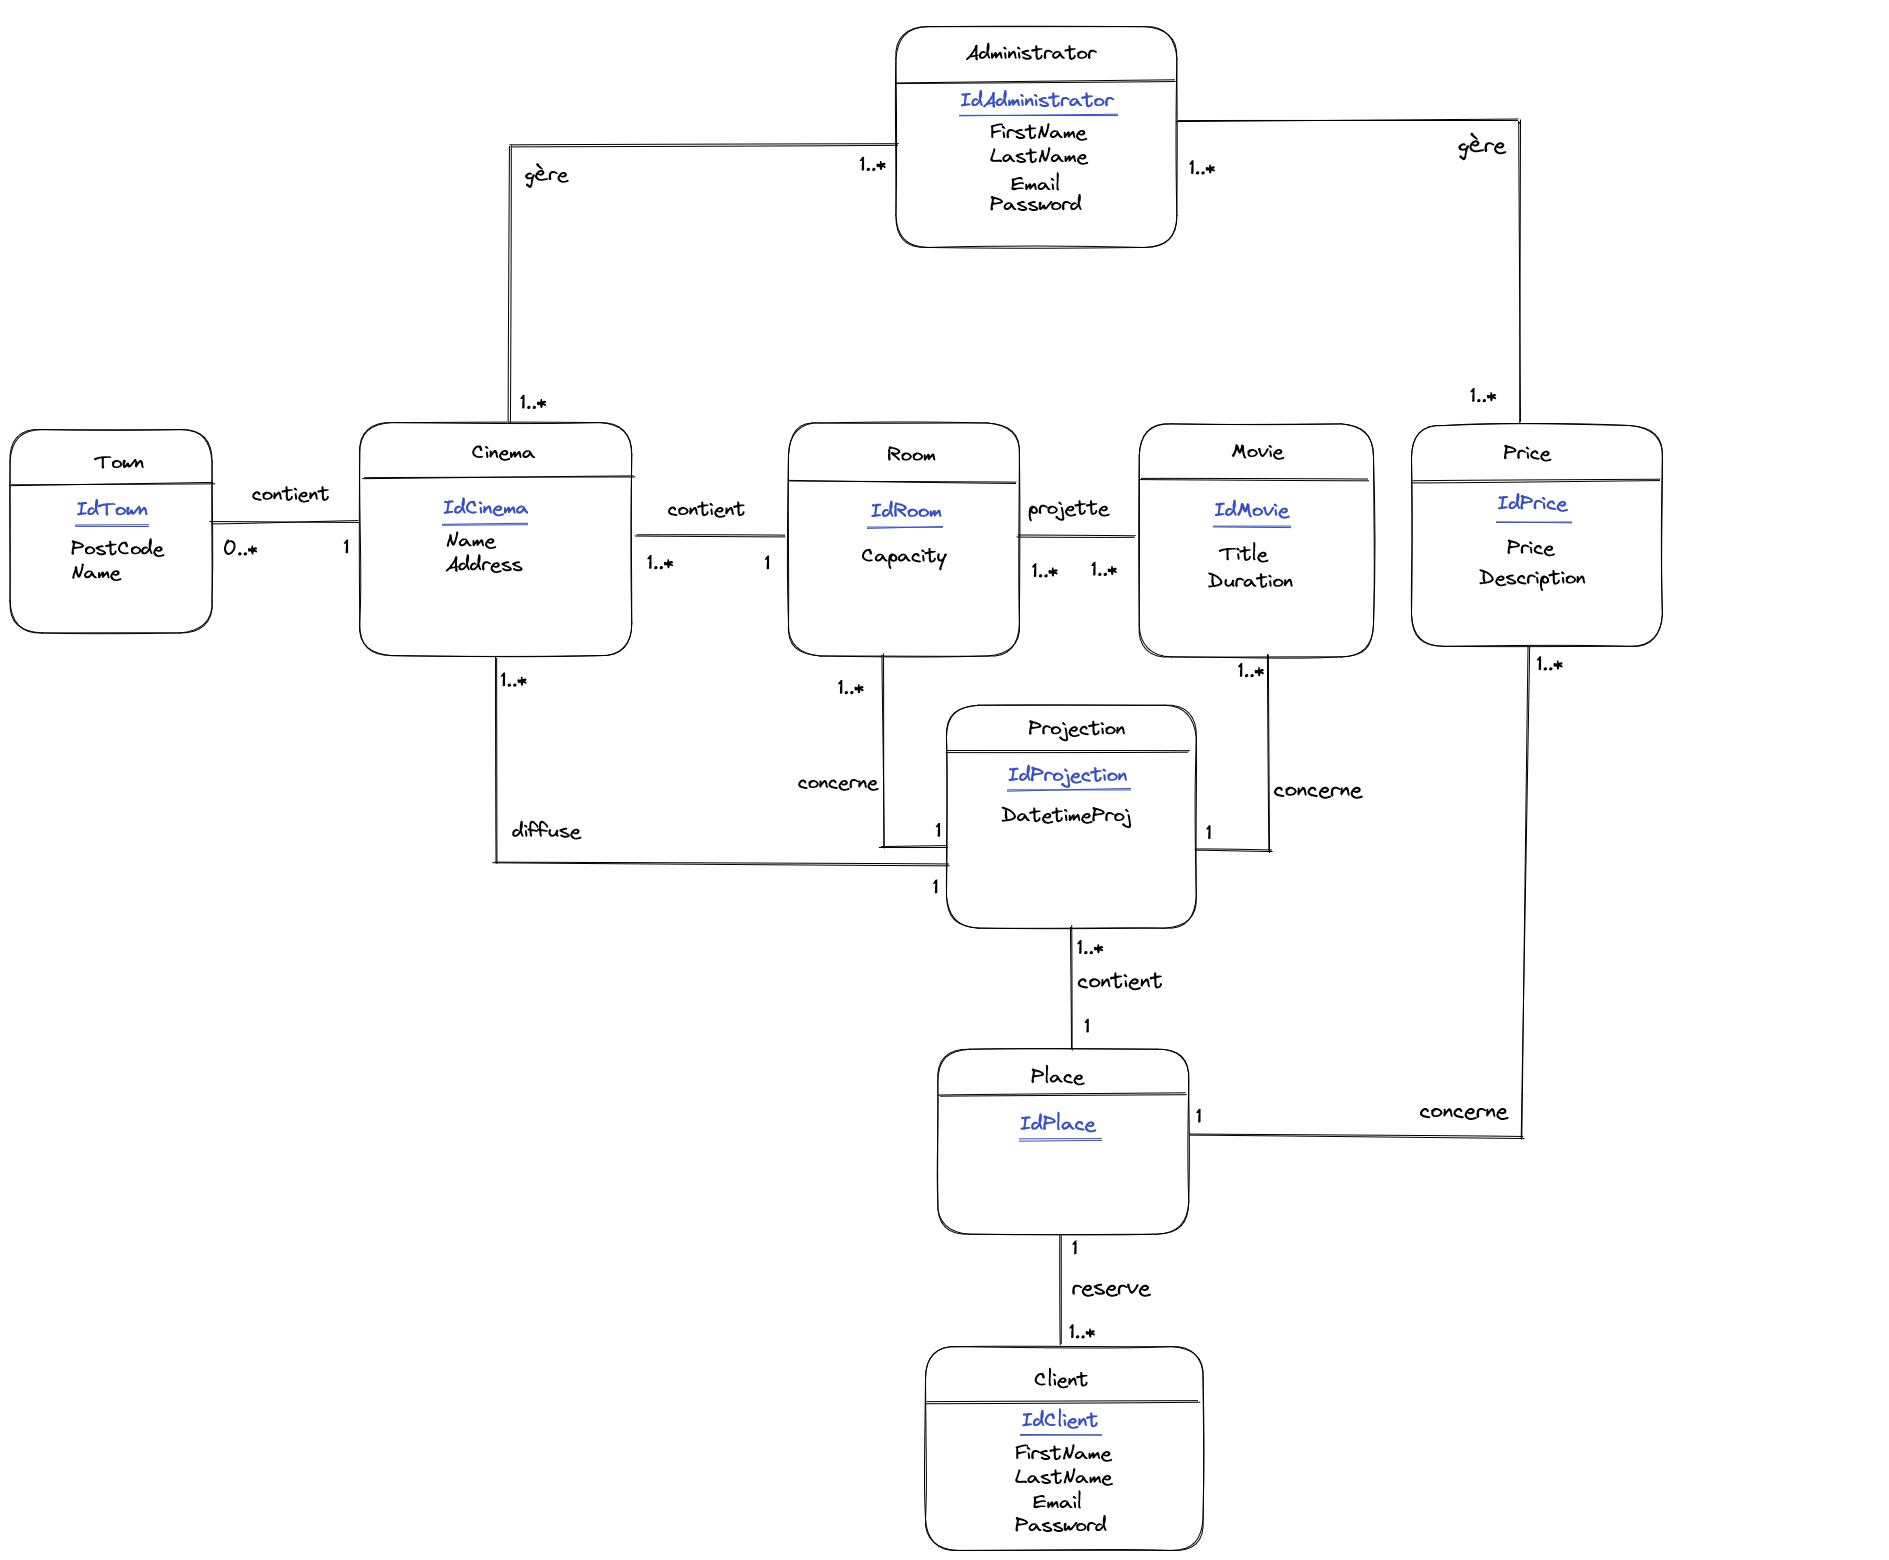 Administrator
IdAdministrator
FirstName
LastName
Email
Password
gère
1..*
1..*
gère
1..*
1..*
Town
IdTown
PostCode
Name
contient
0..*
1
Cinema
IdCinema
Name
Address
contient
1..*
1
Room
IdRoom
Capacity
projette
1..*
1..*
Movie
IdMovie
Title
Duration
Price
IdPrice
Price
Description
1..*
1..*
1..*
1..*
Projection
IdProjection
DatetimeProj
concerne
concerne
diffuse
1
1
1
1..*
contient
1
Place
IdPlace
1
concerne
1
reserve
1..*
Client
IdClient
FirstName
LastName
Email
Password